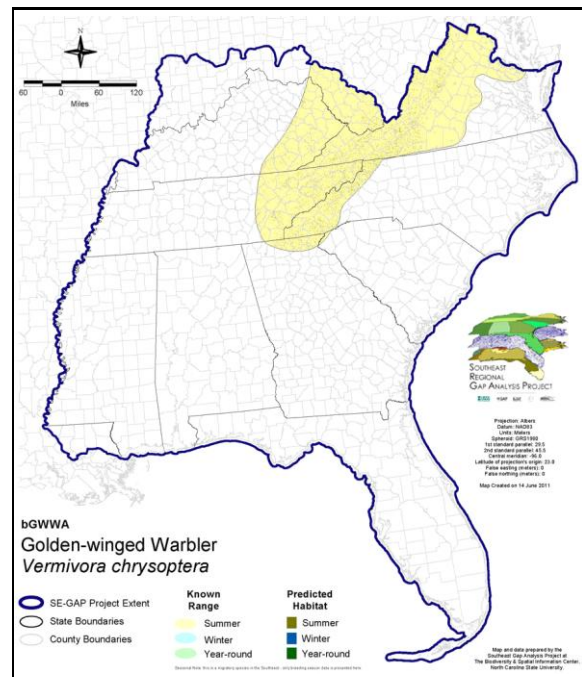 N
60 0 60 120
Miles
SOUTHEAST
REGIONAL
GAP ANALYSIS PROJECT
Projection: Albers
Datum: NAD83
Units: Meters
Spheroid: GRS1980
1st standard parallel: 29.5
2nd standard parallel: 45.5
Central meridian: -96.0
Latitude of projection's origin: 23.0
False easting (meters): 0
False northing (meters): 0
Map Created on 14 June 2011
bGWWA
Golden-winged Warbler
Vermivora chrysoptera
SE-GAP Project Extent
State Boundaries
County Boundaries
Known
Range
Summer
Winter
Year-round
Predicted
Habitat
Summer
Winter
Year-round
Map and data prepared by the
Southeast Gap Analysis Project at
The Biodiversity & Spatial Information Center,
North Carolina State University.